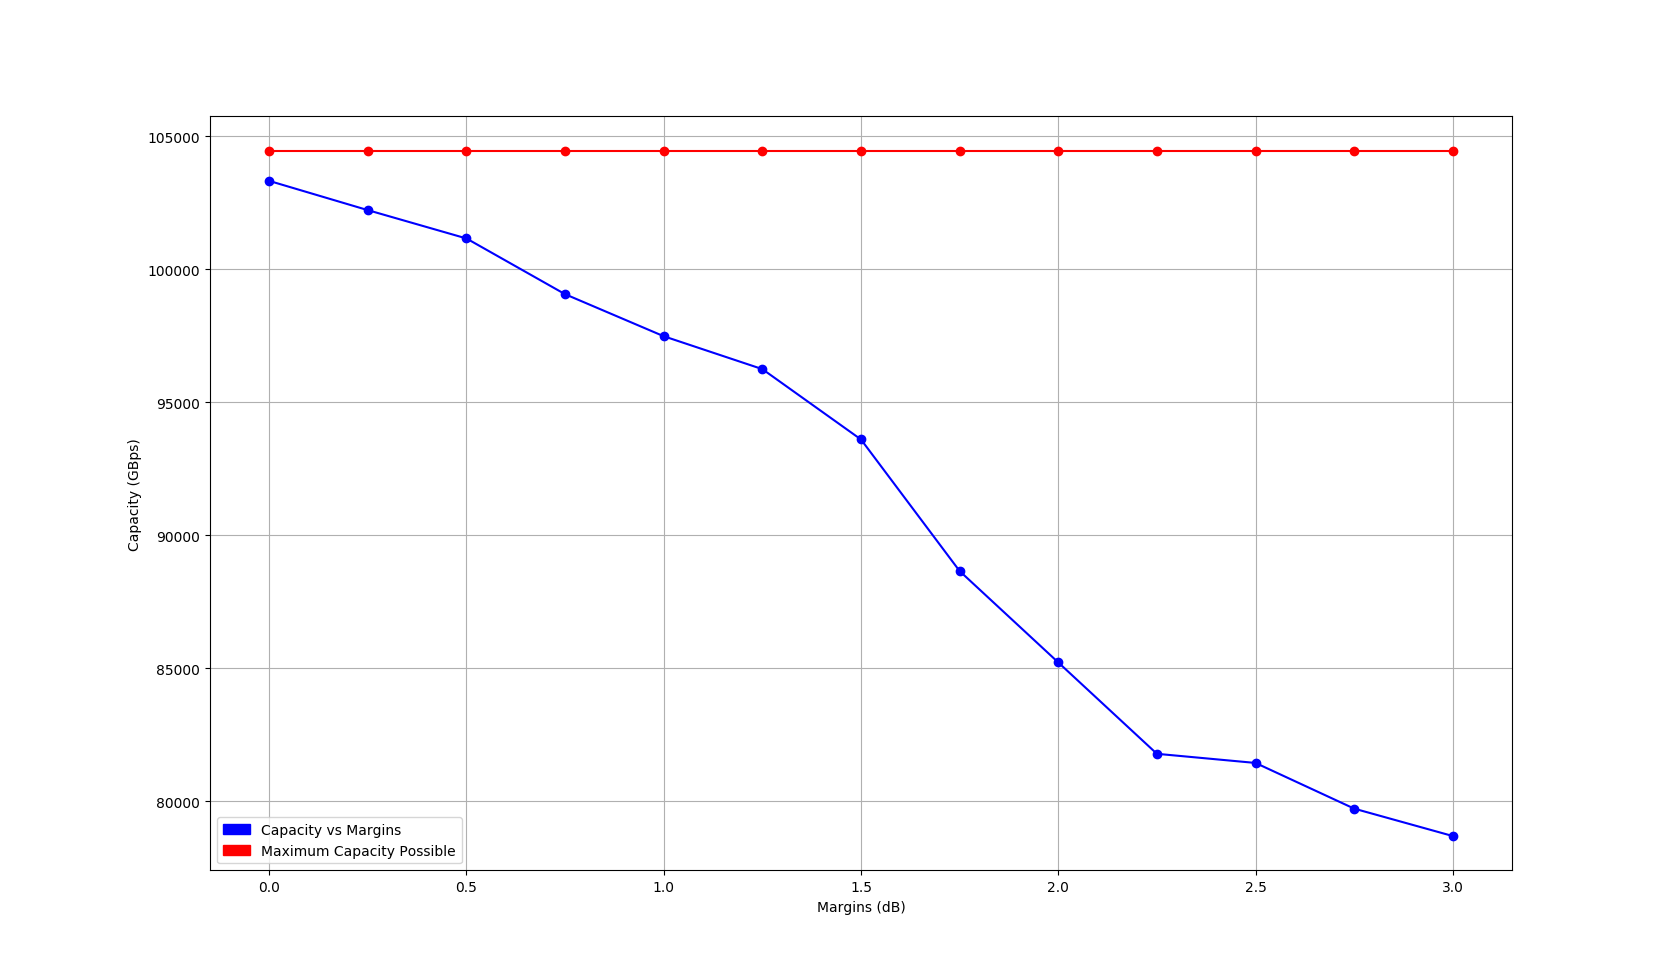 105000
100000
95000
90000
85000
80000
Capacity (GBps)
Capacity vs Margins
Maximum Capacity Possible
0.0 0.5 1.0 1.5 2.0 2.5 3.0
Margins (dB)